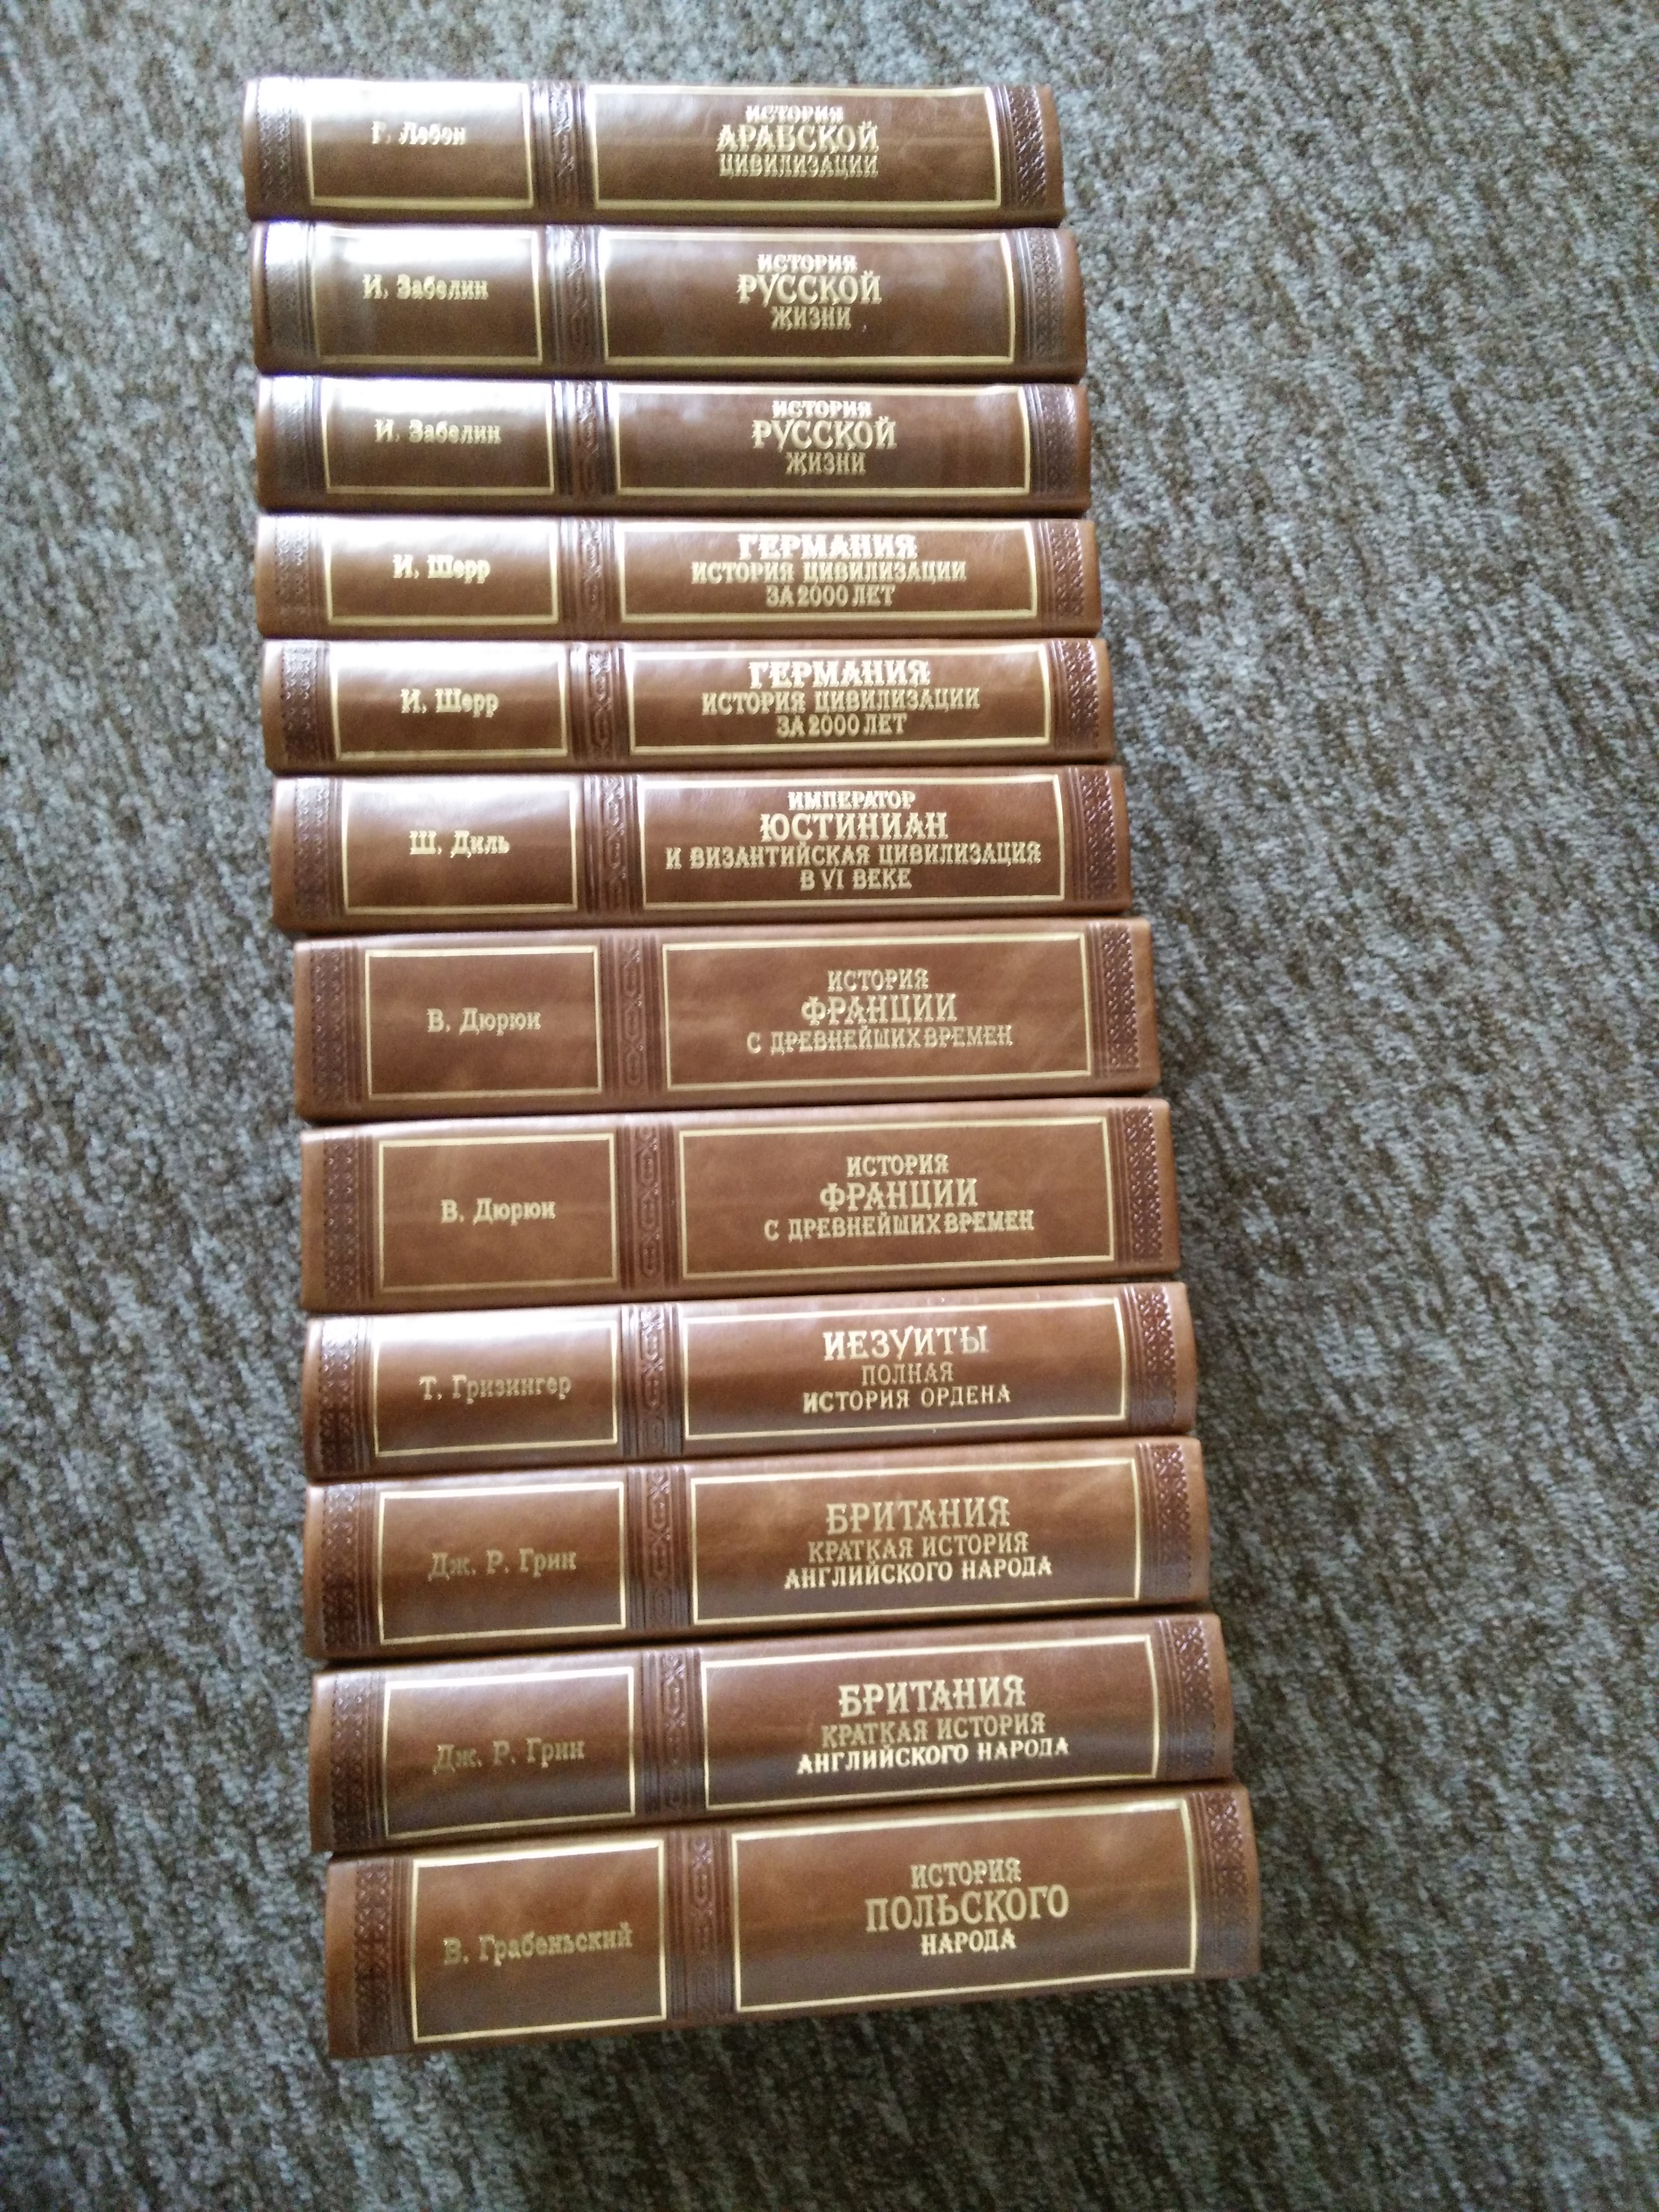 Г. Лебон
ИСТОРИЯ
АРАБСКОЙ
ЦИВИЛИЗАЦИИ
И. Забелин
ИСТОРИЯ
РУССКОЙ
ЖИЗНИ
И. Забелин
ИСТОРИЯ
РУССКОЙ
ЖИЗНИ
И. Шерр
ГЕРМАНИЯ
ИСТОРИЯ ЦИВИЛИЗАЦИИ
ЗА 2000 ЛЕТ
И. Шерр
ГЕРМАНИЯ
ИСТОРИЯ ЦИВИЛИЗАЦИИ
ЗА 2000 ЛЕТ
Ш. Диль
ИМПЕРАТОР
ЮСТИНИАН
И ВИЗАНТИЙСКАЯ ЦИВИЛИЗАЦИЯ
В VI ВЕКЕ
В. Дюрюи
ИСТОРИЯ
ФРАНЦИИ
С ДРЕВНЕЙШИХ ВРЕМЕН
В. Дюрюи
ИСТОРИЯ
ФРАНЦИИ
С ДРЕВНЕЙШИХ ВРЕМЕН
Т. Гризингер
ИЕЗУИТЫ
ПОЛНАЯ
ИСТОРИЯ ОРДЕНА
Дж. Р. Грин
БРИТАНИЯ
КРАТКАЯ ИСТОРИЯ
АНГЛИЙСКОГО НАРОДА
Дж. Р. Грин
БРИТАНИЯ
КРАТКАЯ ИСТОРИЯ
АНГЛИЙСКОГО НАРОДА
В. Грабеньский
ИСТОРИЯ
ПОЛЬСКОГО
НАРОДА